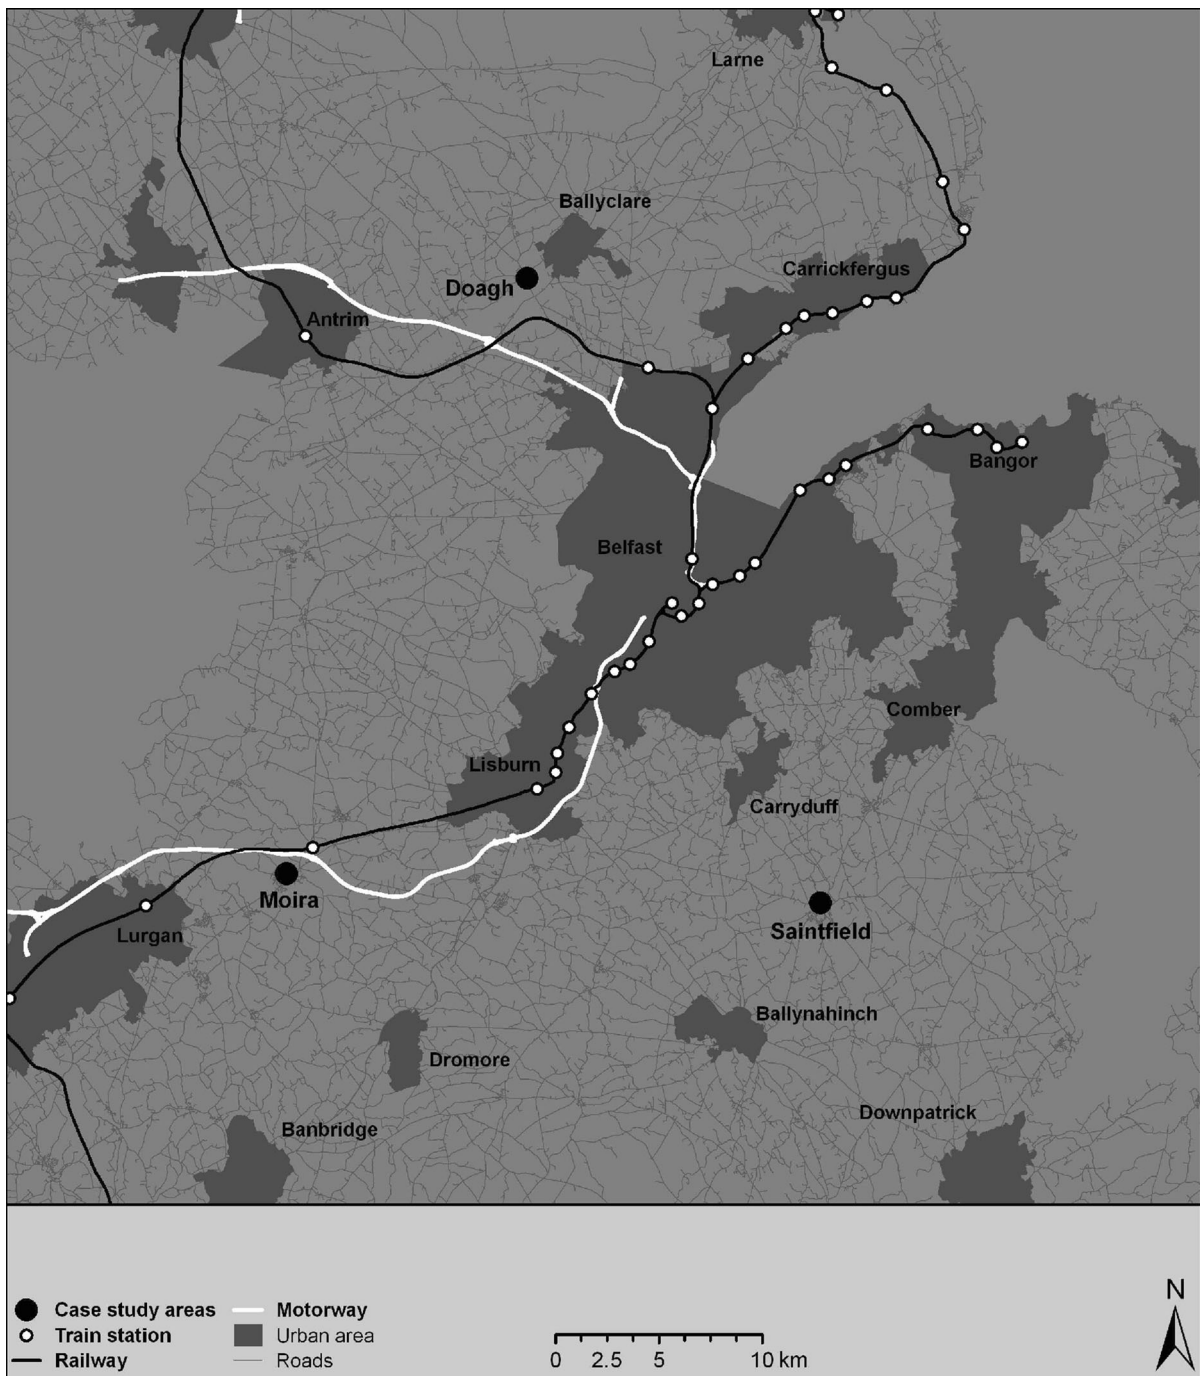 Larne
Ballyclare
Carrickfergus
Doagh
Antrim
Bangor
Belfast
Comber
Lisburn
Carryduff
Moira
Saintfield
Lurgan
Ballynahinch
Dromore
Downpatrick
Banbridge
N
Case study areas
Motorway
Train station
Urban area
Railway
Roads
0 2.5 5 10 km